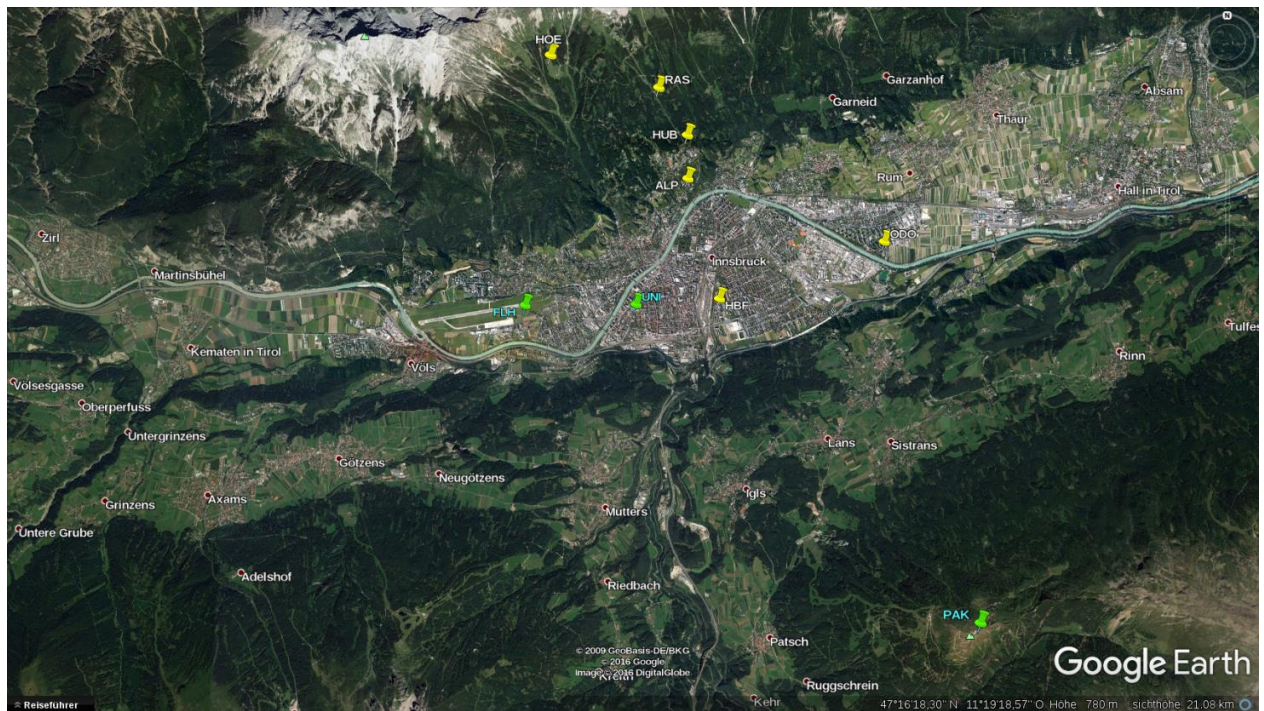 N
HOE
RAS
Garzanhof
Absam
Garneid
Thaur
HUB
Rum
ALP
Hall in Tirol
Zirl
ODO
Innsbruck
Martinsbühel
UNI
HBF
FLH
Tulfes
Kematen in Tirol
Rinn
Völs
Völsesgasse
Oberperfuss
Untergrinzens
Lans
Sistrans
Götzens
Neugötzens
Igls
Axams
Grinzens
Mutters
Untere Grube
Adelshof
Riedbach
PAK
Patsch
© 2009 GeoBasis-DE/BKG
© 2016 Google
Image © 2016 DigitalGlobe
Google Earth
Ruggschrein
Kehr
Reiseführer
47°16'18,30" N 11°19'18,57" O Höhe 780 m sichthöhe 21.08 km